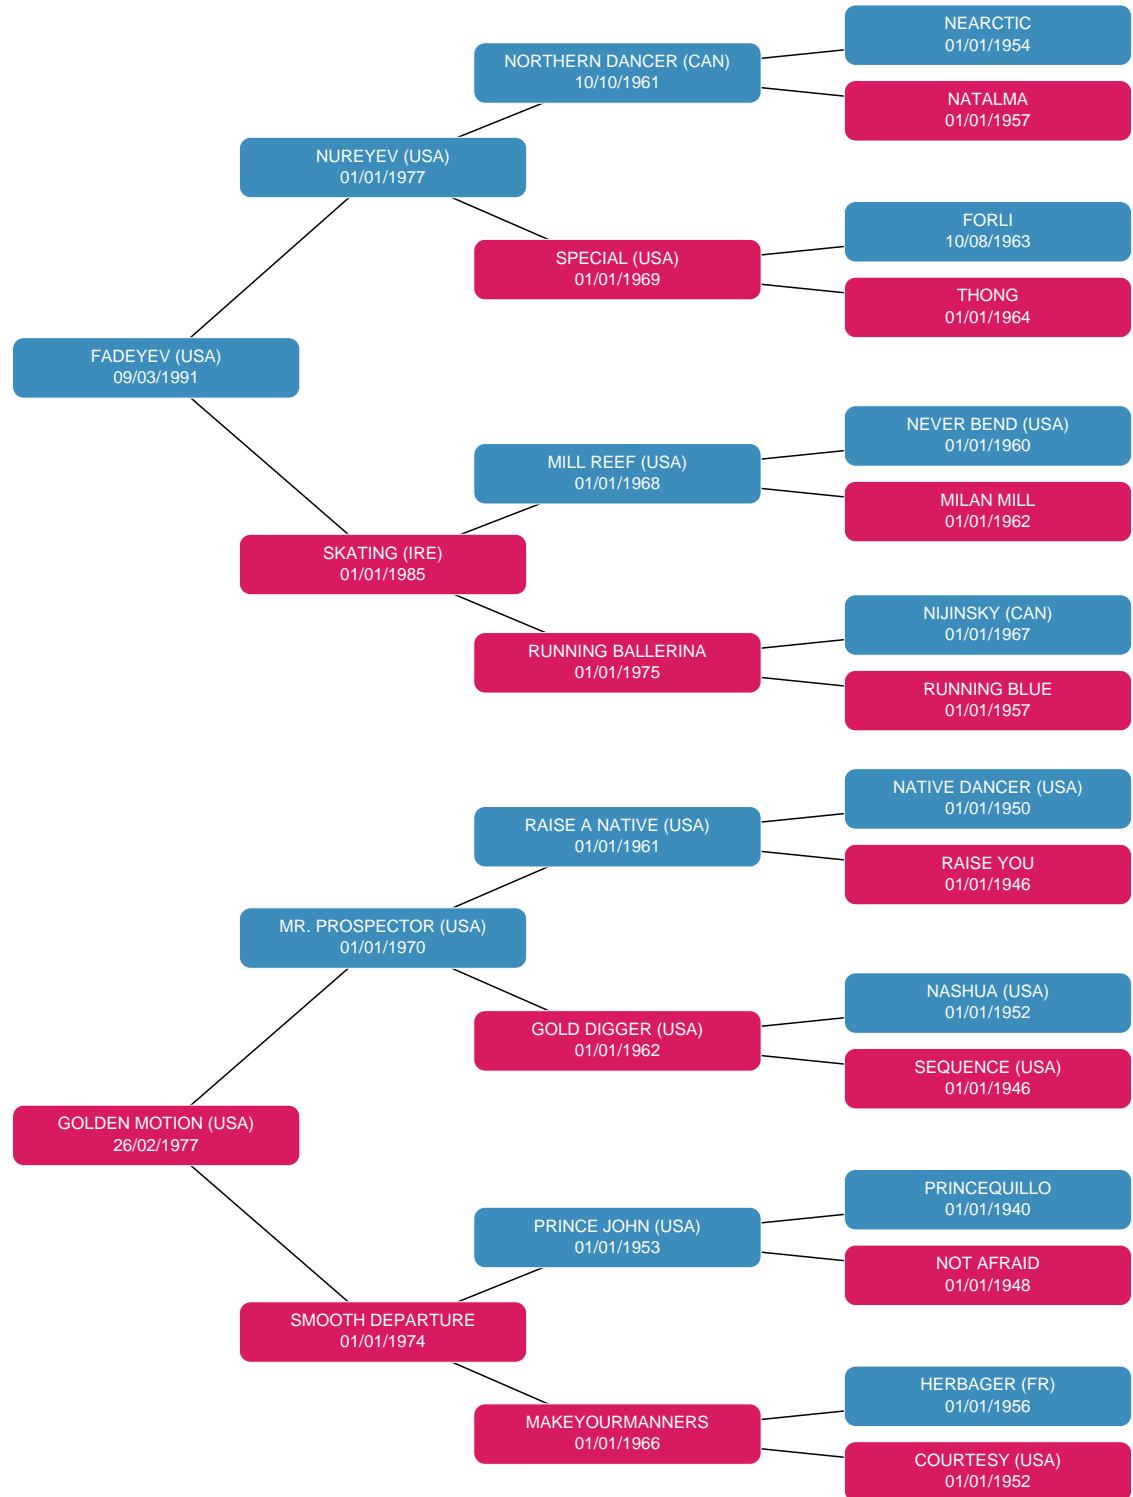 NEARCTIC
01/01/1954
NORTHERN DANCER (CAN)
10/10/1961
NATALMA
01/01/1957
NUREYEV (USA)
01/01/1977
FORLI
10/08/1963
SPECIAL (USA)
01/01/1969
THONG
01/01/1964
FADEYEV (USA)
09/03/1991
NEVER BEND (USA)
01/01/1960
MILL REEF (USA)
01/01/1968
MILAN MILL
01/01/1962
SKATING (IRE)
01/01/1985
NIJINSKY (CAN)
01/01/1967
RUNNING BALLERINA
01/01/1975
RUNNING BLUE
01/01/1957
NATIVE DANCER (USA)
01/01/1950
RAISE A NATIVE (USA)
01/01/1961
RAISE YOU
01/01/1946
MR. PROSPECTOR (USA)
01/01/1970
NASHUA (USA)
01/01/1952
GOLD DIGGER (USA)
01/01/1962
SEQUENCE (USA)
01/01/1946
GOLDEN MOTION (USA)
26/02/1977
PRINCEQUILLO
01/01/1940
PRINCE JOHN (USA)
01/01/1953
NOT AFRAID
01/01/1948
SMOOTH DEPARTURE
01/01/1974
HERBAGER (FR)
01/01/1956
MAKEYOURMANNERS
01/01/1966
COURTESY (USA)
01/01/1952